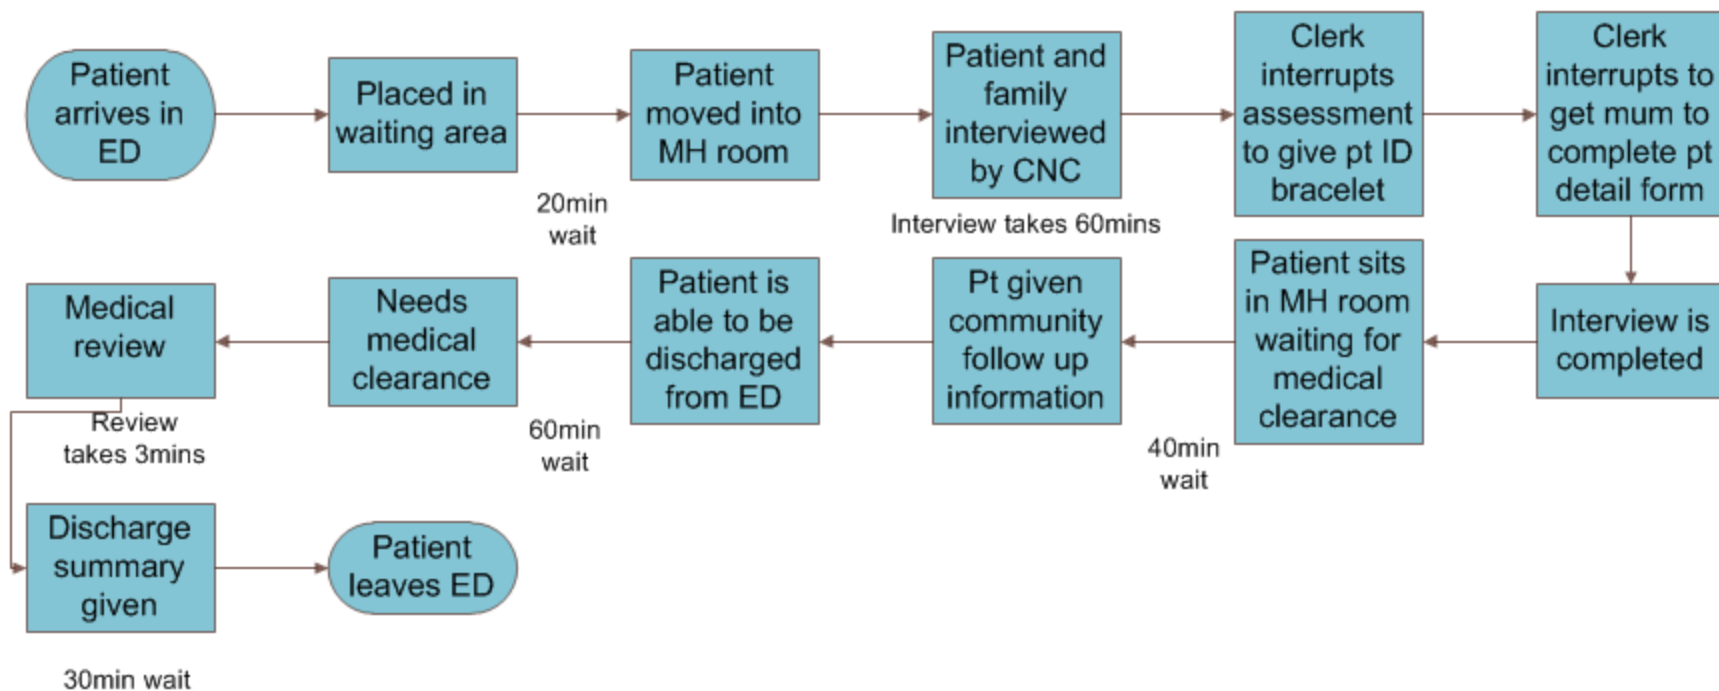 Patient
arrives in
ED
Placed in
waiting area
20min
wait
Patient
moved into
MH room
Patient and
family
interviewed
by CNC
Interview takes 60mins
Clerk
interrupts
assessment
to give pt ID
bracelet
Clerk
interrupts to
get mum to
complete pt
detail form
Interview is
completed
Patient sits
in MH room
waiting for
medical
clearance
40min
wait
Pt given
community
follow up
information
Patient is
able to be
discharged
from ED
60min
wait
Needs
medical
clearance
Medical
review
Review
takes 3mins
Discharge
summary
given
30min wait
Patient
leaves ED